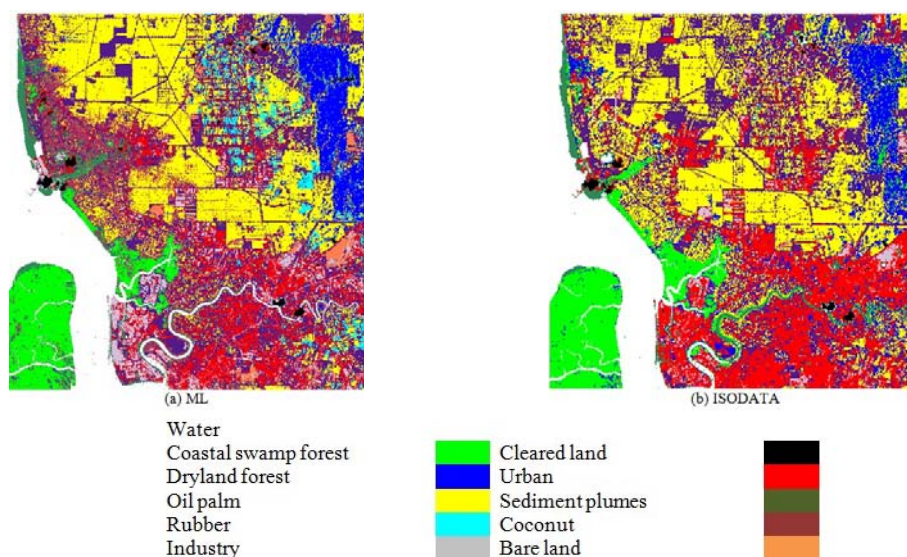 (a) ML
(b) ISODATA
Water
Coastal swamp forest Cleared land
Dryland forest Urban
Oil palm Sediment plumes
Rubber Coconut
Industry Bare land